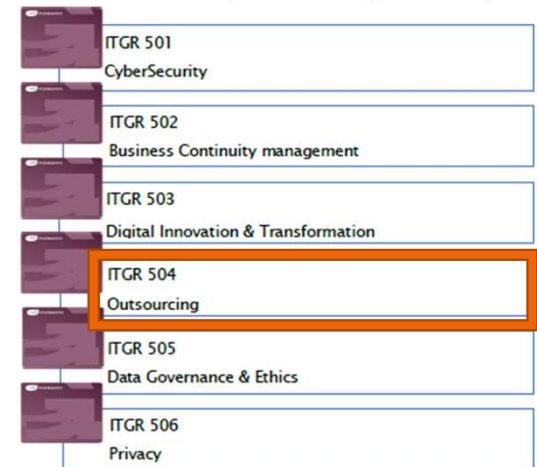 ITGR 501
CyberSecurity
ITGR 502
Business Continuity management
ITGR 503
Digital Innovation & Transformation
ITGR 504
Outsourcing
ITGR 505
Data Governance & Ethics
ITGR 506
Privacy